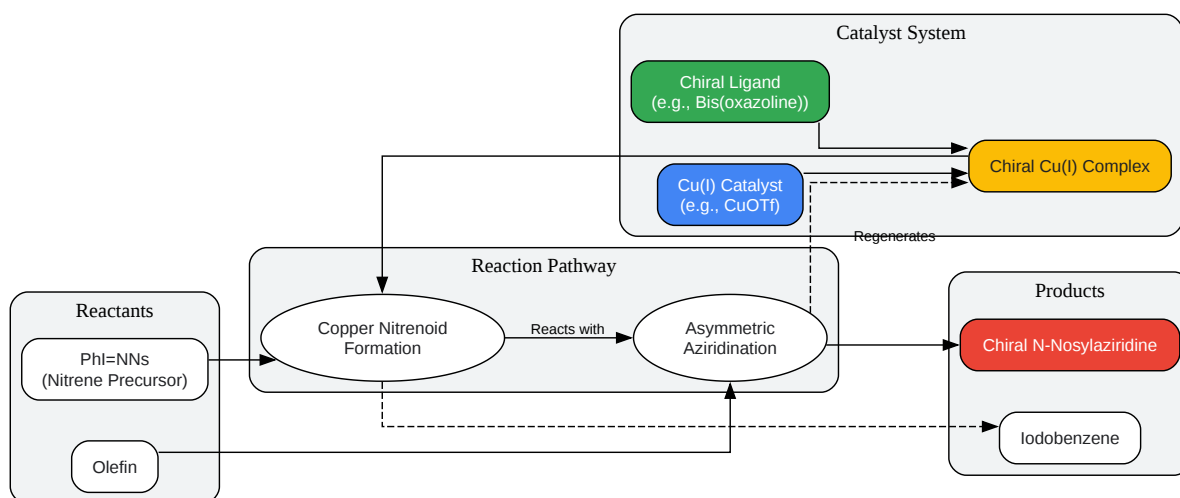 Catalyst System
Chiral Ligand
(e.g., Bis(oxazoline))
Chiral Cu(I) Complex
Cu(I) Catalyst
(e.g., CuOTf)
Regenerates
Reaction Pathway
Copper Nitrenoid
Formation
Reacts with
Asymmetric
Aziridination
Reactants
PhI=NNs
(Nitrene Precursor)
Olefin
Products
Chiral N-Nosylaziridine
Iodobenzene